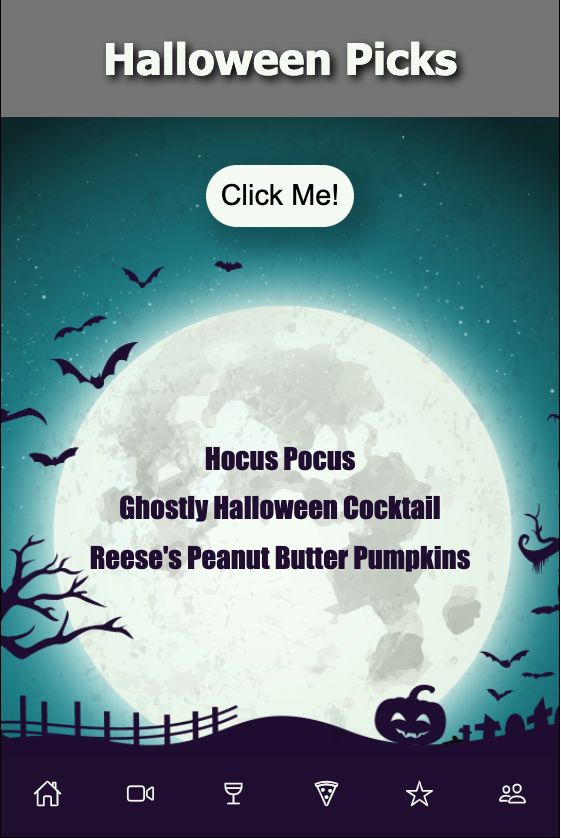 Halloween Picks
Click Me!
Hocus Pocus
Ghostly Halloween Cocktail
Reese's Peanut Butter Pumpkins